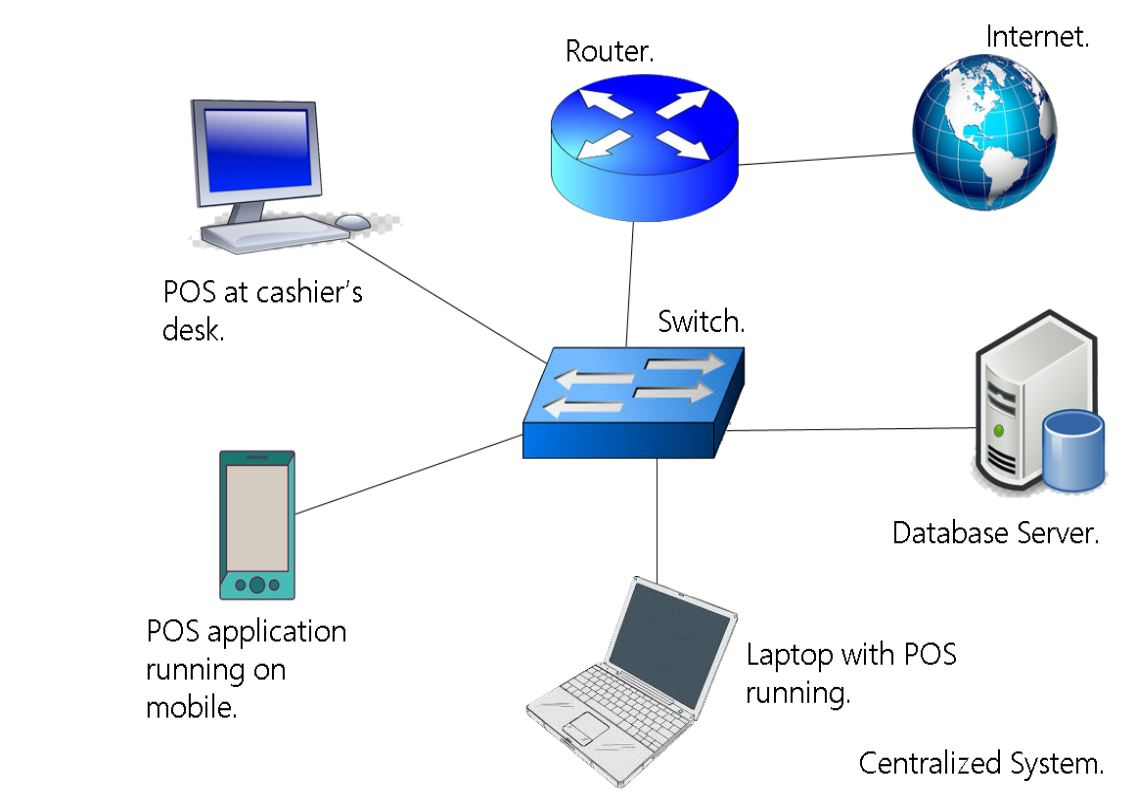 Router.
Internet.
POS at cashier's
desk.
Switch.
Database Server.
POS application
running on
mobile.
Laptop with POS
running.
Centralized System.